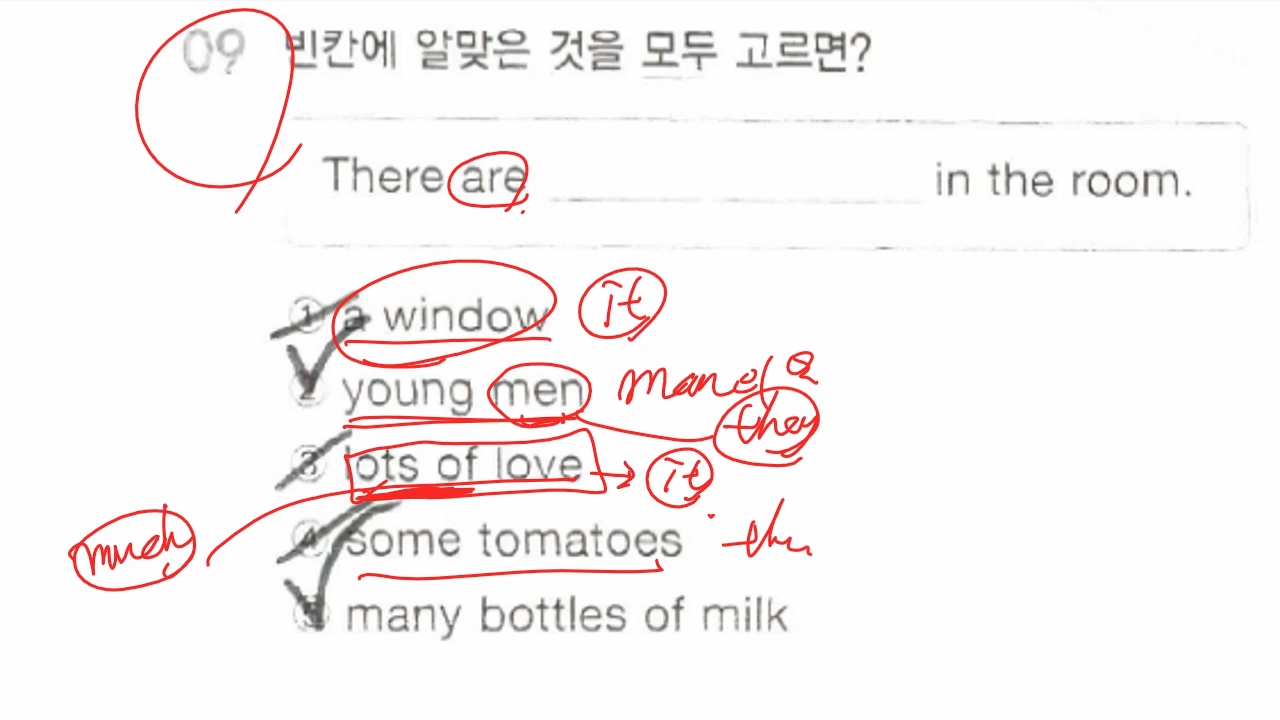 09 빈칸에 알맞은 것을 모두 고르면?
There are ____________ in the room.
① a window it
② young men
they
③ lots of love → it
much
④ some tomatoes
⑤ many bottles of milk